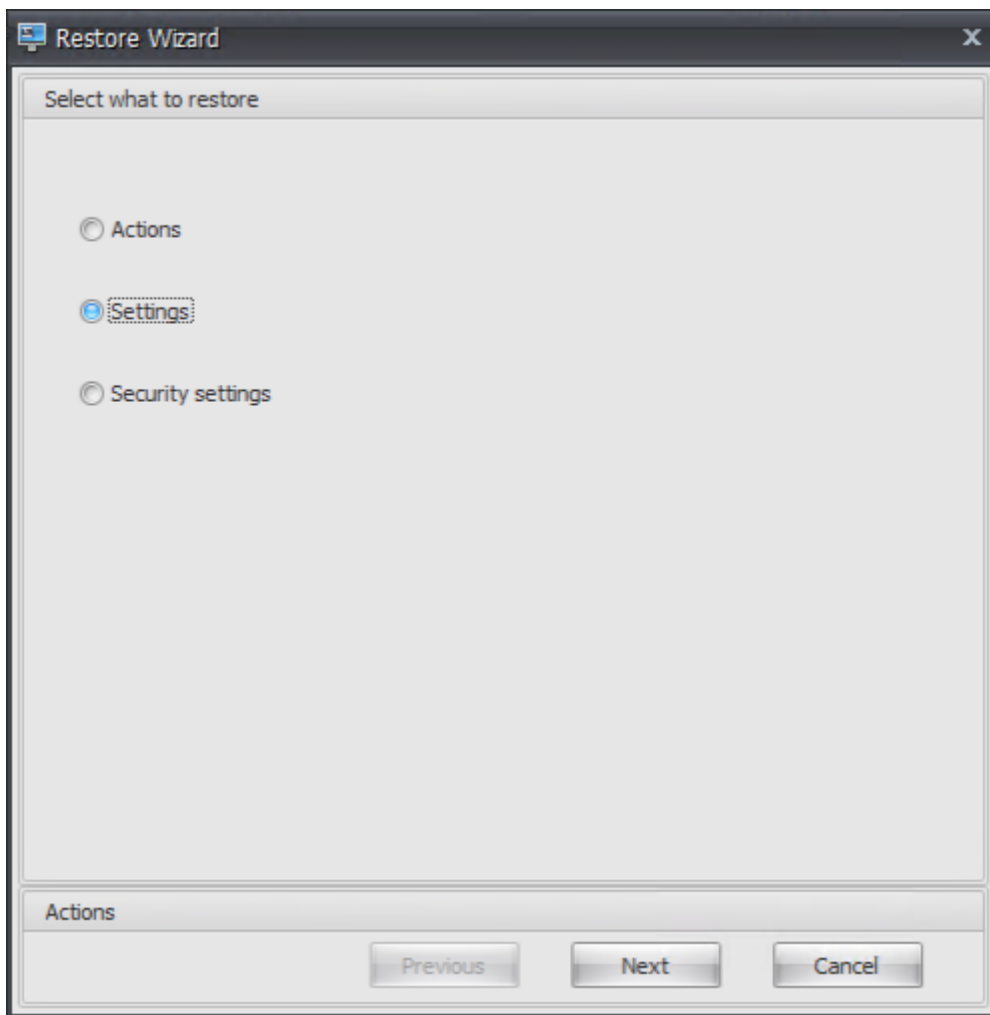 Restore Wizard
Select what to restore
Actions
Settings
Security settings
Actions
Previous Next Cancel